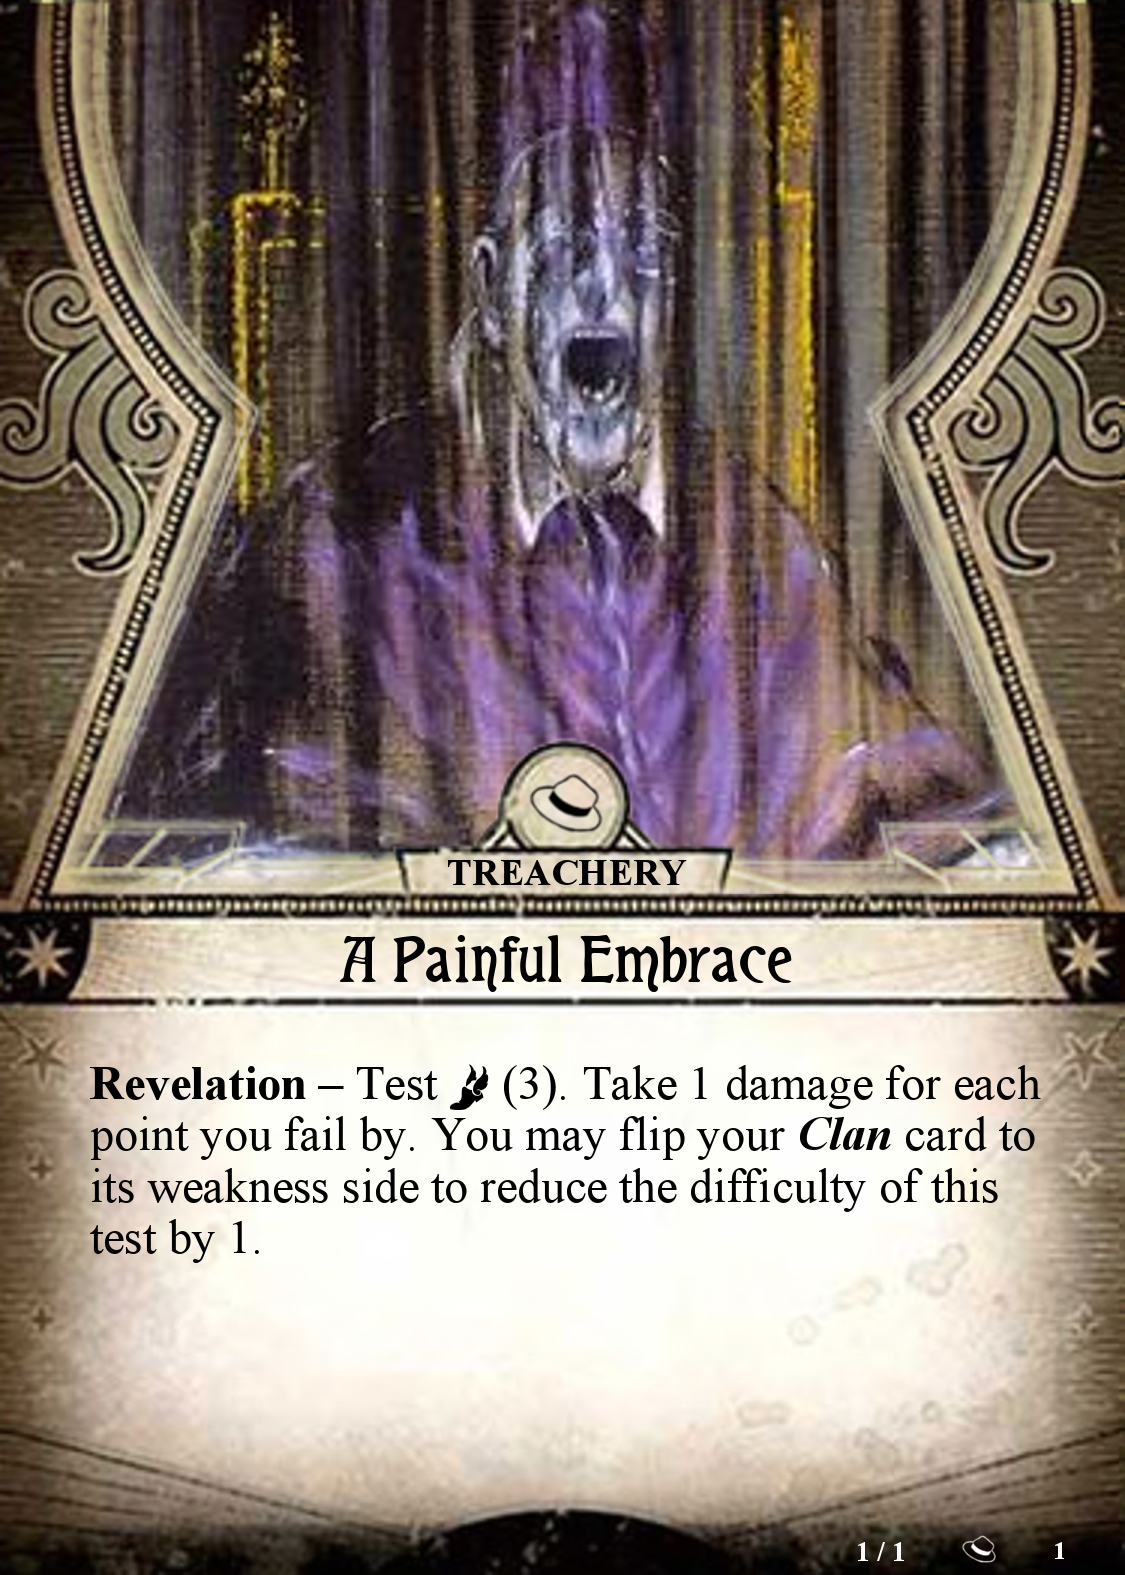 TREACHERY
A Painful Embrace
Revelation – Test (3). Take 1 damage for each
point you fail by. You may flip your Clan card to
its weakness side to reduce the difficulty of this
test by 1.
1 / 1 1